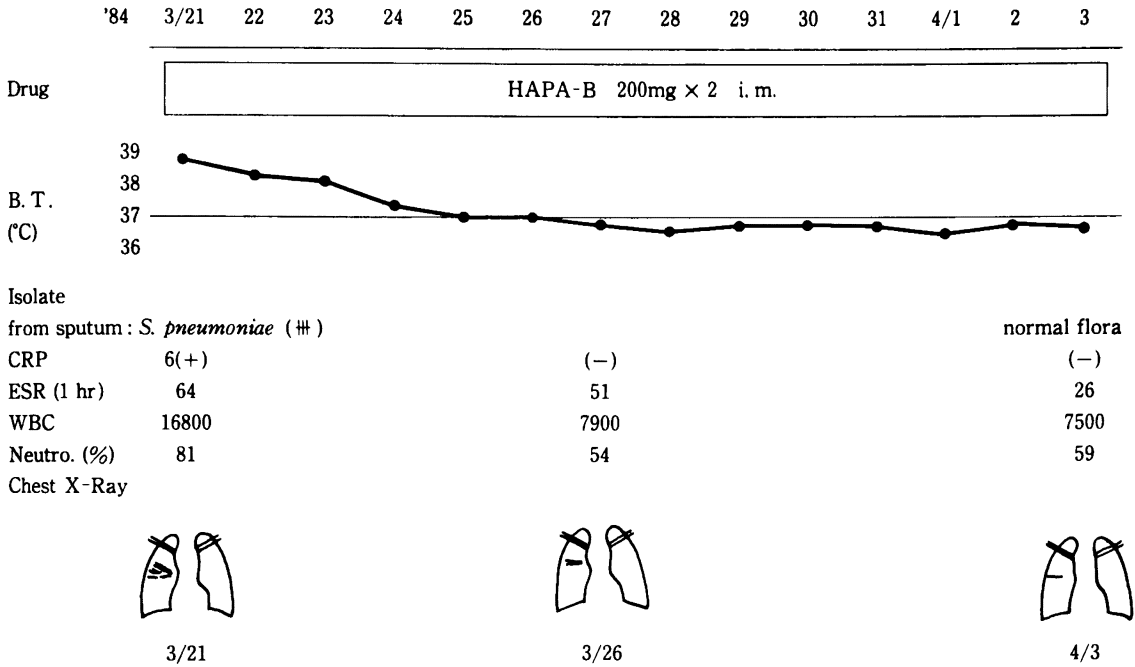 '84 3/21 22 23 24 25 26 27 28 29 30 31 4/1 2 3
Drug HAPA-B 200mg × 2 i. m.
39
38
B. T. 37
(°C)
36
Isolate
from sputum : S. pneumoniae (卌) normal flora
CRP 6(+) (−) (−)
ESR (1 hr) 64 51 26
WBC 16800 7900 7500
Neutro. (%) 81 54 59
Chest X-Ray
3/21 3/26 4/3